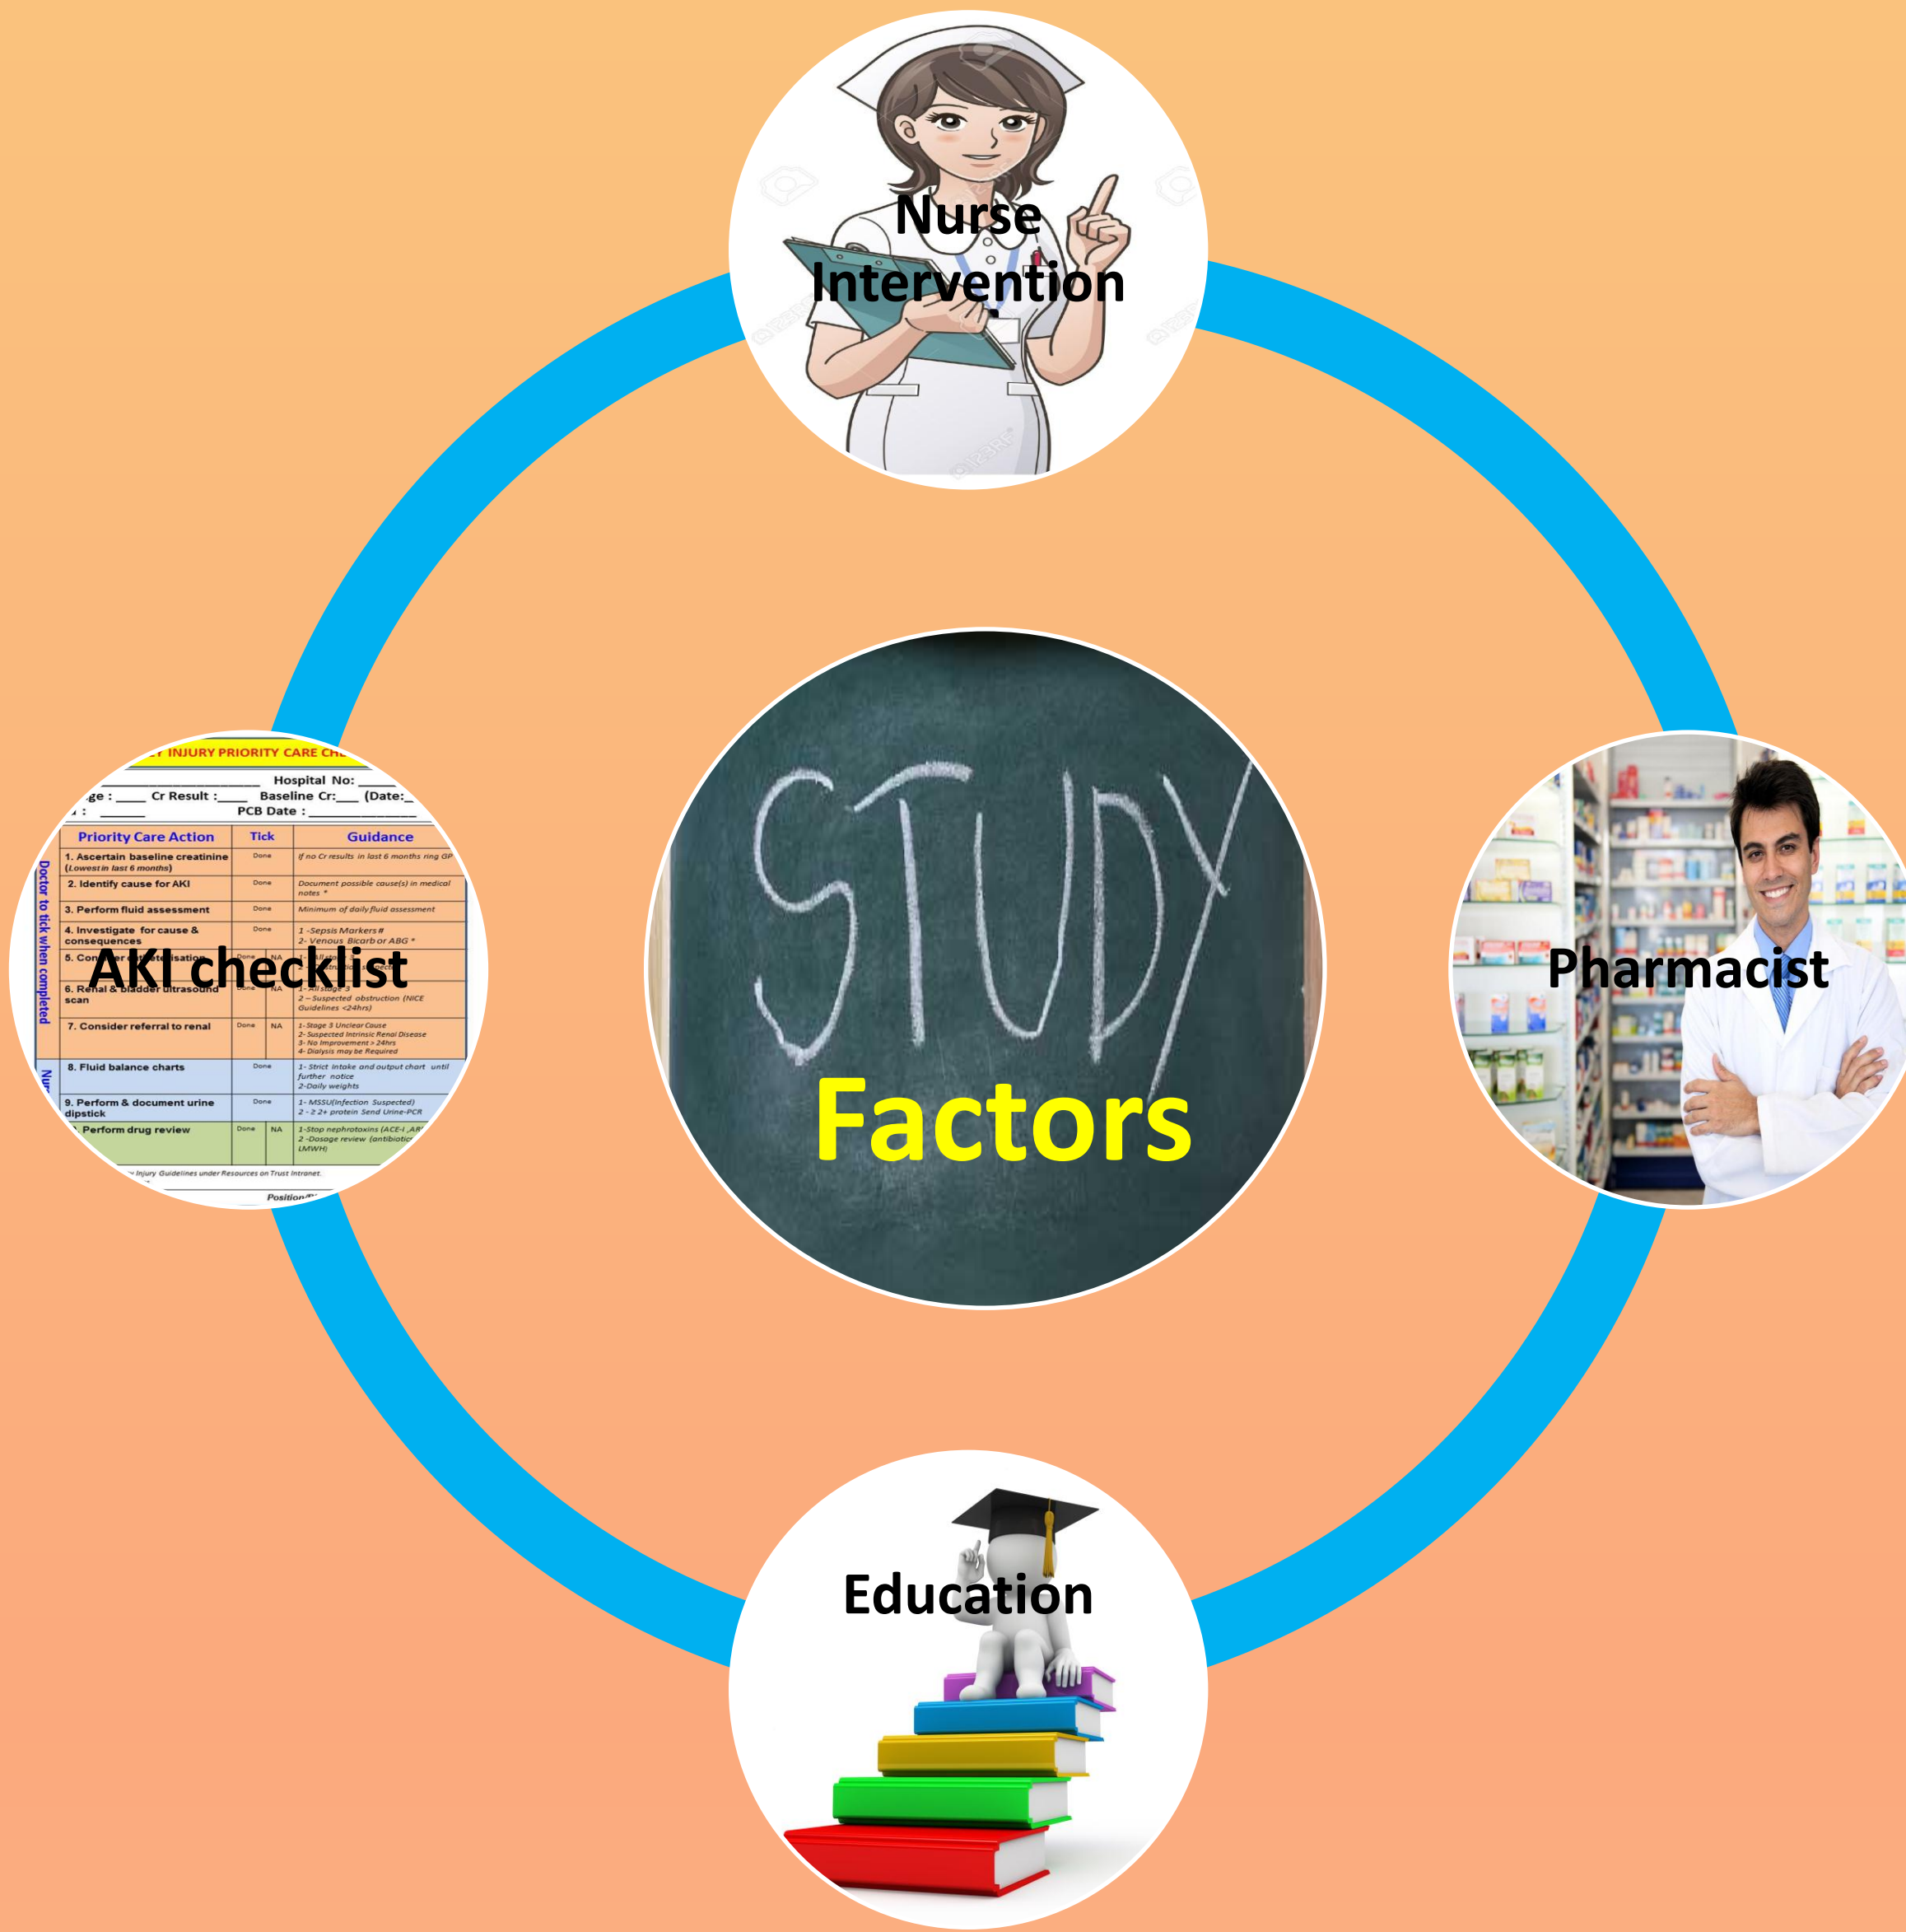 Nurse
Intervention
INJURY PRIORITY CARE
Hospital No:
Cr Result : Baseline Cr: (Date:
PCB Date :
Priority Care Action Tick Guidance
Doctor to tick when completed
1. Ascertain baseline creatinine Done If no Cr results in last 6 months ring GP
(Lowest in last 6 months)
2. Identify cause for AKI Done Document possible cause(s) in medical
notes *
3. Perform fluid assessment Done Minimum of daily fluid assessment
4. Investigate for cause & Done 1 -Sepsis Markers #
consequences 2- Venous Bicarb or ABG *
5. Done NA
AKI checklist
6. Renal & bladder ultrasound Done NA 1- All stage 3
scan 2 – Suspected obstruction (NICE
Guidelines <24hrs)
7. Consider referral to renal Done NA 1-Stage 3 Unclear Cause
2- Suspected Intrinsic Renal Disease
3- No Improvement > 24hrs
4- Dialysis may be Required
8. Fluid balance charts Done 1- Strict Intake and output chart until
further notice
2-Daily weights
9. Perform & document urine Done 1- MSSU(Infection Suspected)
dipstick 2 - ≥ 2+ protein Send Urine-PCR
Perform drug review Done NA 1-Stop nephrotoxins (ACE-I ,
2 -Dosage review
LMWH)
Injury Guidelines under Resources on Trust Intranet.
STUDY
Factors
Pharmacist
Education